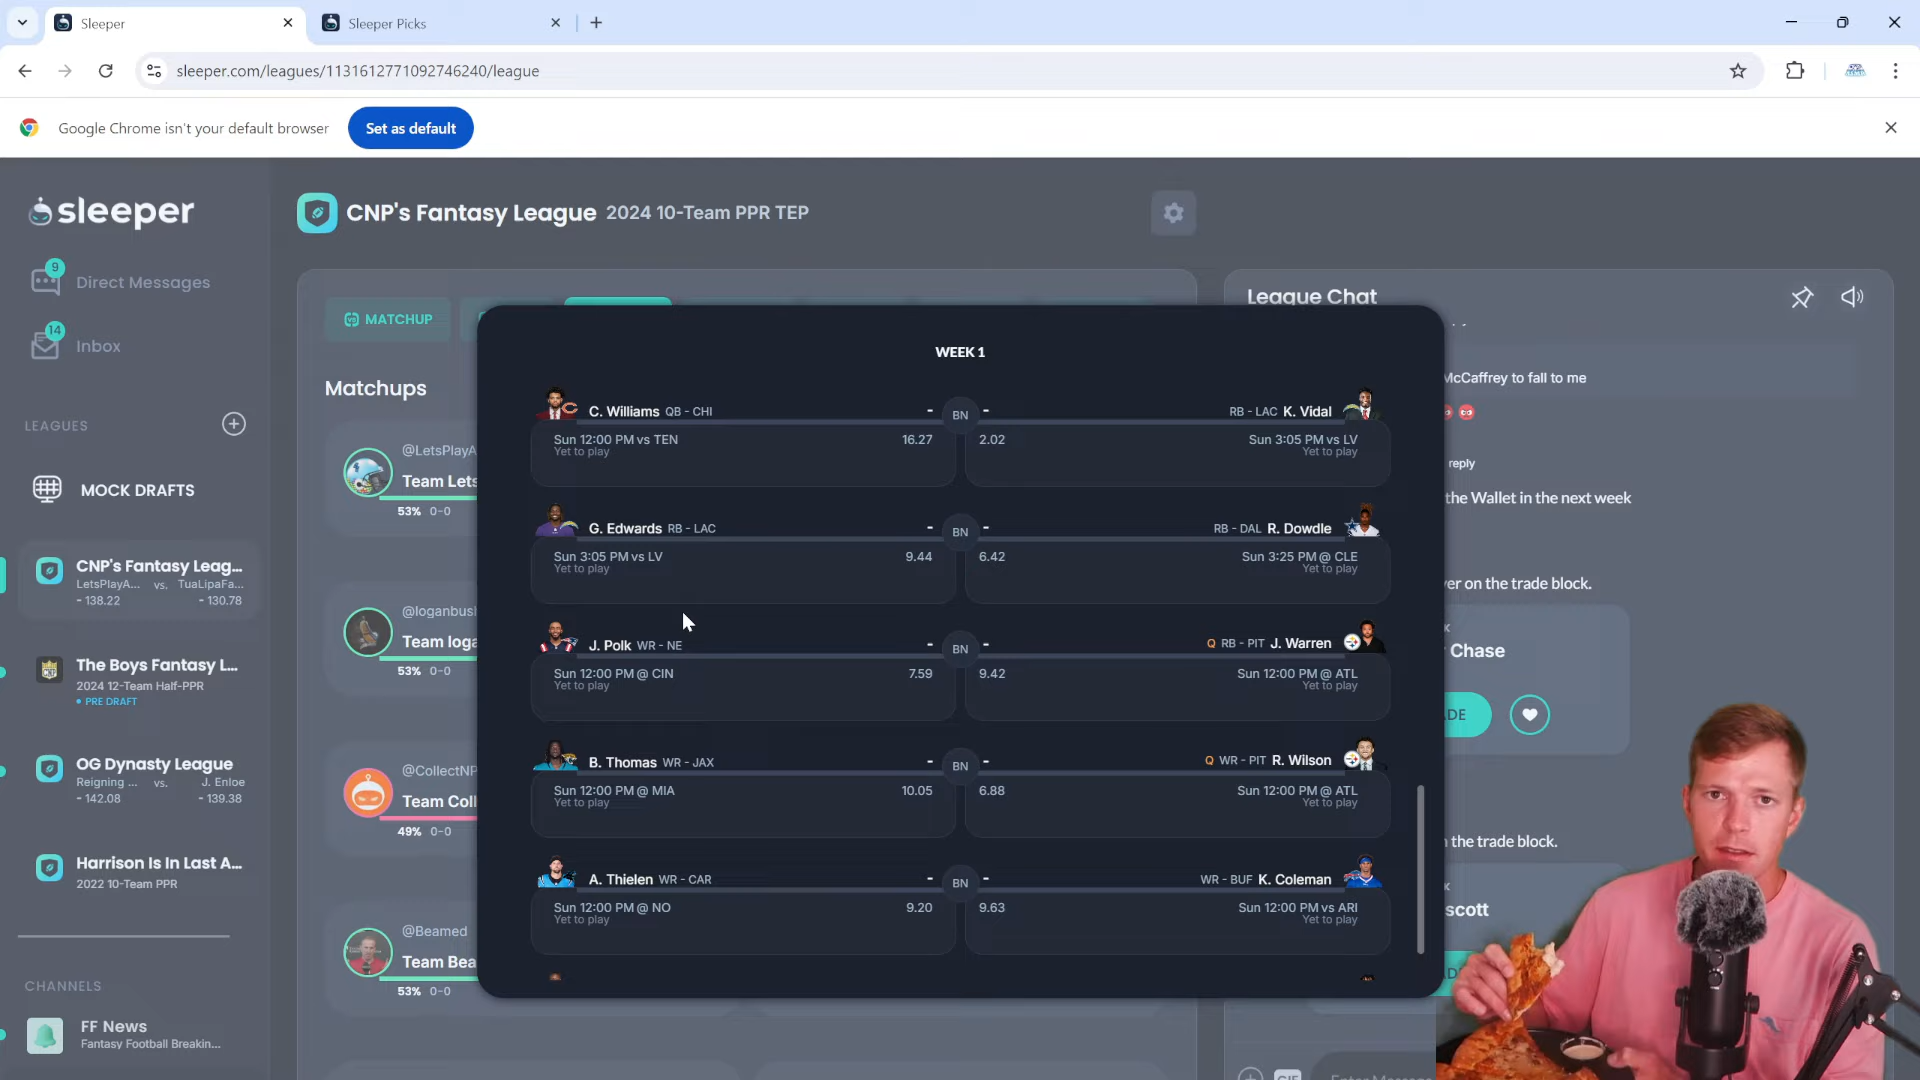 Sleeper
Sleeper Picks
sleeper.com/leagues/1131612771092746240/league
Google Chrome isn't your default browser
Set as default
sleeper
9
Direct Messages
14
Inbox
LEAGUES
MOCK DRAFTS
CNP's Fantasy Leag...
LetsPlayA... vs. TuaLipaFa...
- 138.22 - 130.78
The Boys Fantasy L...
2024 12-Team Half-PPR
• PRE DRAFT
OG Dynasty League
Reigning ... vs. J. Enloe
- 142.08 - 139.38
Harrison Is In Last A...
2022 10-Team PPR
CHANNELS
FF News
Fantasy Football Breakin...
CNP's Fantasy League 2024 10-Team PPR TEP
MATCHUP
Matchups
@LetsPlayA
Team Lets
53% 0-0
@loganbush
Team loga
53% 0-0
@CollectNP
Team Coll
49% 0-0
@Beamed
Team Bea
53% 0-0
WEEK 1
C. Williams QB - CHI - BN - RB - LAC K. Vidal
Sun 12:00 PM vs TEN 16.27 2.02 Sun 3:05 PM vs LV
Yet to play Yet to play
G. Edwards RB - LAC - BN - RB - DAL R. Dowdle
Sun 3:05 PM vs LV 9.44 6.42 Sun 3:25 PM @ CLE
Yet to play Yet to play
J. Polk WR - NE - BN - Q RB - PIT J. Warren
Sun 12:00 PM @ CIN 7.59 9.42 Sun 12:00 PM @ ATL
Yet to play Yet to play
B. Thomas WR - JAX - BN - Q WR - PIT R. Wilson
Sun 12:00 PM @ MIA 10.05 6.88 Sun 12:00 PM @ ATL
Yet to play Yet to play
A. Thielen WR - CAR - BN - WR - BUF K. Coleman
Sun 12:00 PM @ NO 9.20 9.63 Sun 12:00 PM vs ARI
Yet to play Yet to play
League Chat
McCaffrey to fall to me
reply
the Wallet in the next week
er on the trade block.
Chase
DE
the trade block.
scott
GIF